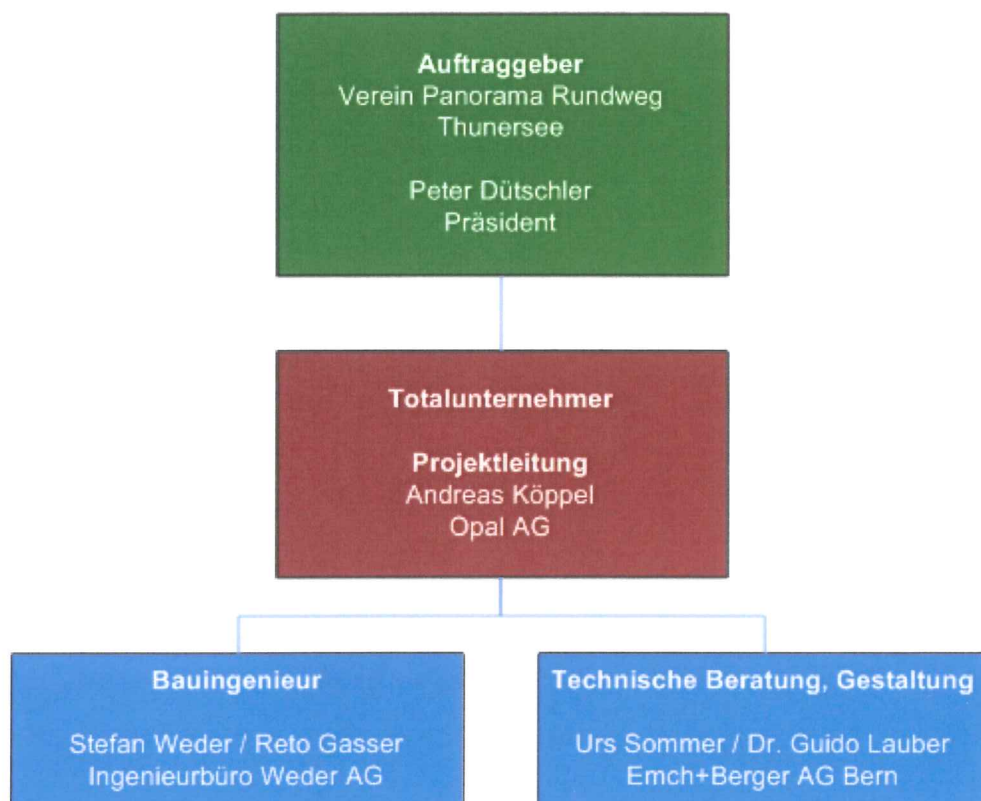 Auftraggeber
Verein Panorama Rundweg
Thunersee
Peter Dütschler
Präsident
Totalunternehmer
Projektleitung
Andreas Köppel
Opal AG
Bauingenieur
Stefan Weder / Reto Gasser
Ingenieurbüro Weder AG
Technische Beratung, Gestaltung
Urs Sommer / Dr. Guido Lauber
Emch+Berger AG Bern